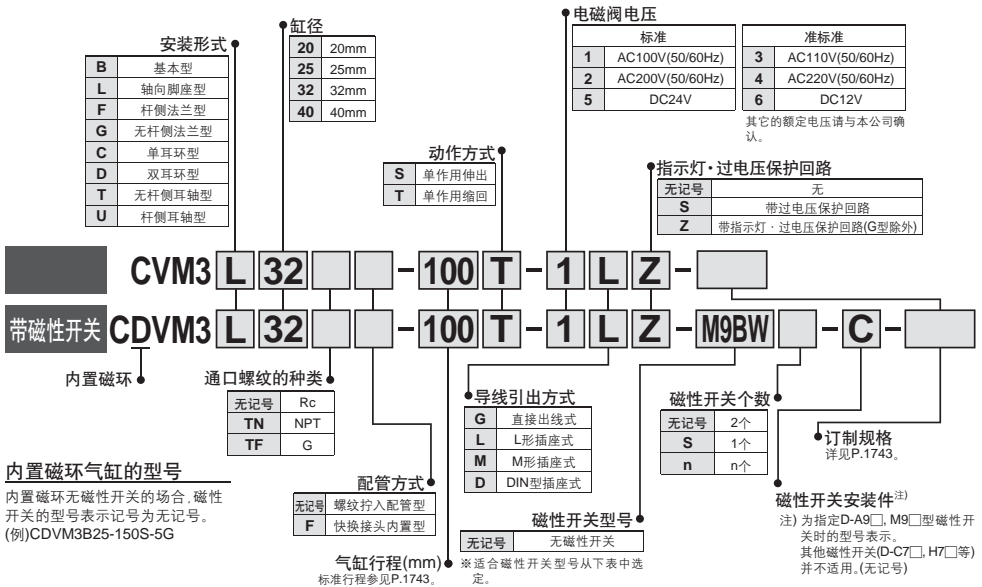 安装形式
B 基本型
L 轴向脚座型
F 杆侧法兰型
G 无杆侧法兰型
C 单耳环型
D 双耳环型
T 无杆侧耳轴型
U 杆侧耳轴型
缸径
20 20mm
25 25mm
32 32mm
40 40mm
动作方式
S 单作用伸出
T 单作用缩回
电磁阀电压
标准
1 AC100V(50/60Hz)
2 AC200V(50/60Hz)
5 DC24V
准标准
3 AC110V(50/60Hz)
4 AC220V(50/60Hz)
6 DC12V
其它的额定电压请与本公司确
认。
指示灯·过电压保护回路
无记号 无
S 带过电压保护回路
Z 带指示灯·过电压保护回路(G型除外)
CVM3 L 32 - 100 T - 1 L Z -
带磁性开关 CDVM3 L 32 - 100 T - 1 L Z - M9BW - C -
内置磁环
通口螺纹的种类
无记号 Rc
TN NPT
TF G
配管方式
无记号 螺纹拧入配管型
F 快换接头内置型
气缸行程(mm)
标准行程参见P.1743。
导线引出方式
G 直接出线式
L L形插座式
M M形插座式
D DIN型插座式
磁性开关型号
无记号 无磁性开关
※适合磁性开关型号从下表中选
定。
磁性开关个数
无记号 2个
S 1个
n n个
订制规格
详见P.1743。
磁性开关安装件注)
注) 为指定D-A9□, M9□型磁性开
关时的型号表示。
其他磁性开关(D-C7□, H7□等)
并不适用。(无记号)
内置磁环气缸的型号
内置磁环无磁性开关的场合,磁性
开关的型号表示记号为无记号。
(例)CDVM3B25-150S-5G